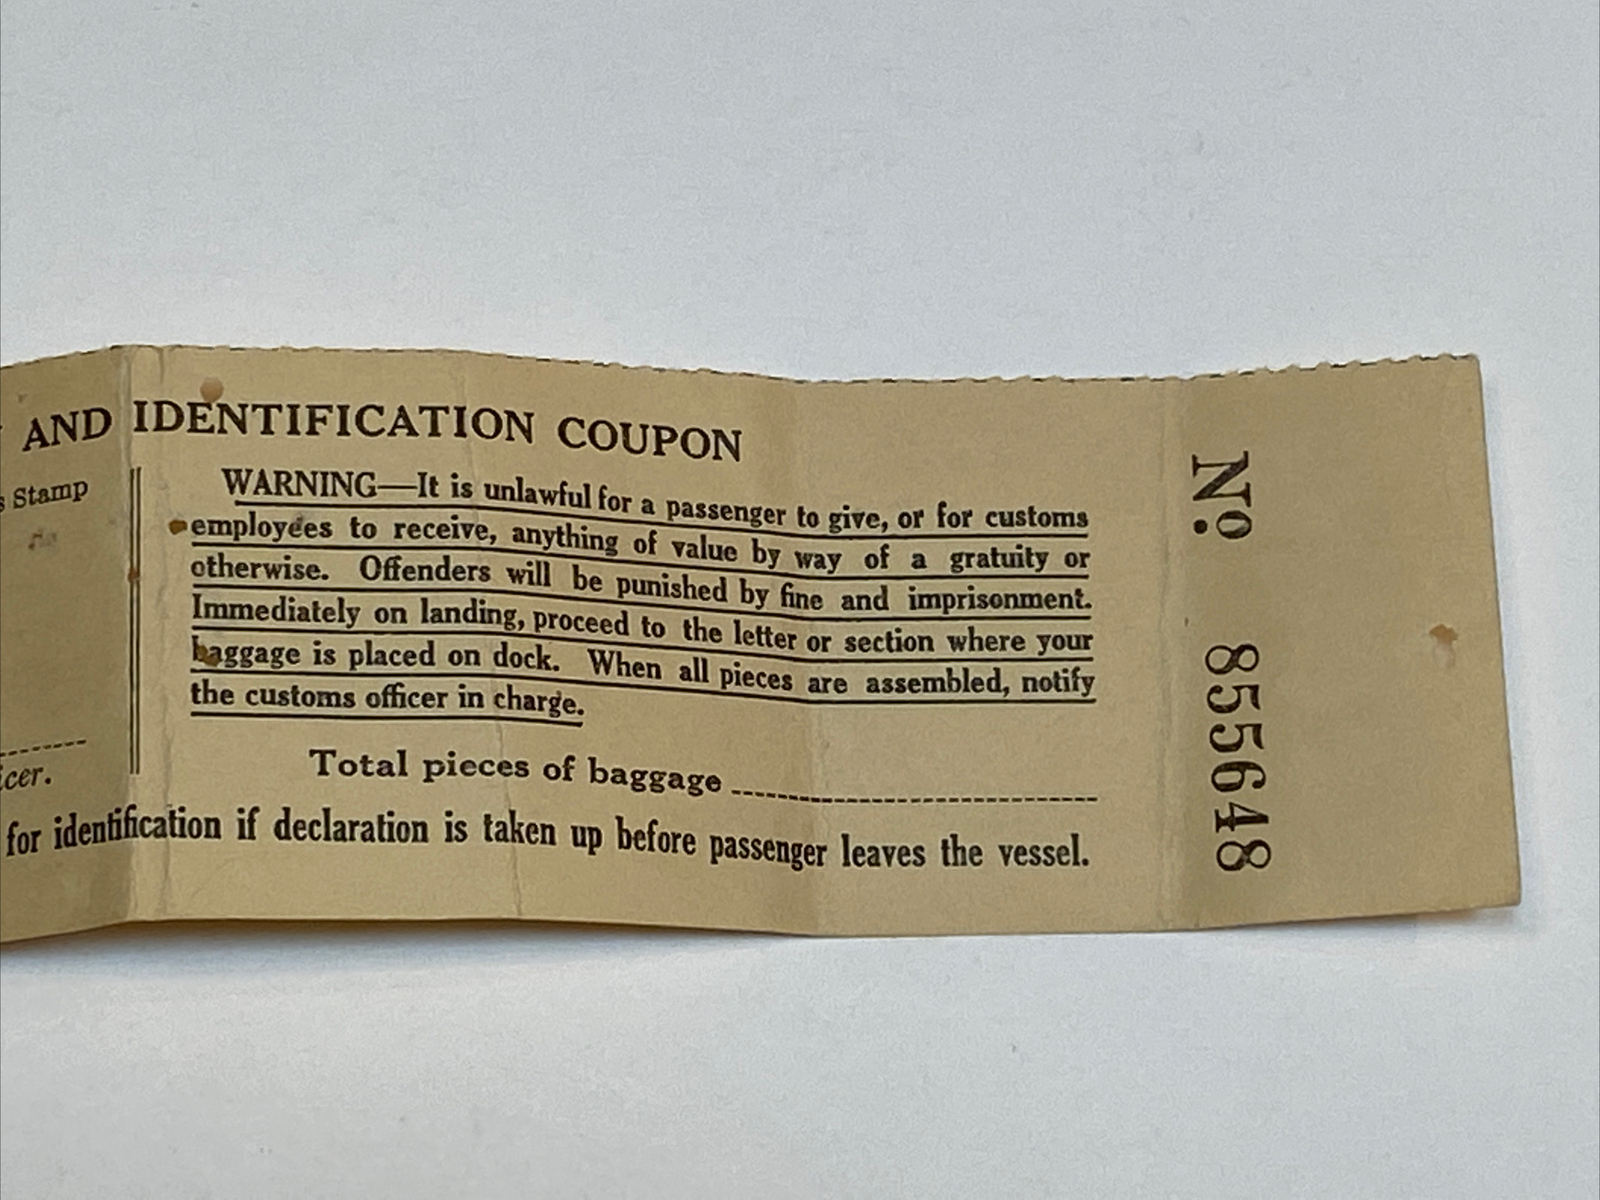 AND IDENTIFICATION COUPON
Stamp
WARNING—It is unlawful for a passenger to give, or for customs
employees to receive, anything of value by way of a gratuity or
otherwise. Offenders will be punished by fine and imprisonment.
Immediately on landing, proceed to the letter or section where your
baggage is placed on dock. When all pieces are assembled, notify
the customs officer in charge.
Total pieces of baggage
for identification if declaration is taken up before passenger leaves the vessel.
No. 855648